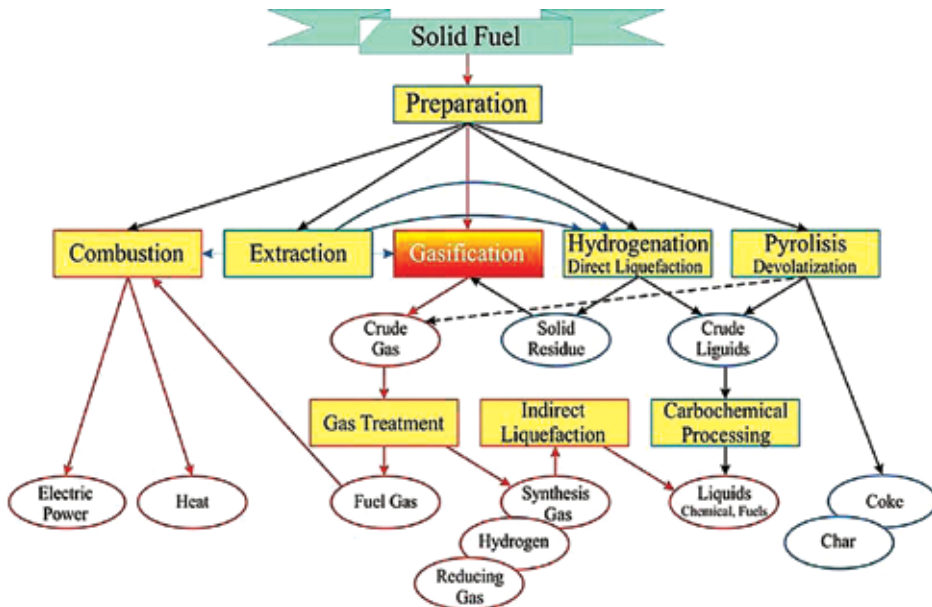 Solid Fuel
Preparation
Combustion
Extraction
Gasification
Hydrogenation
Direct Liquefaction
Pyrolisis
Devolatization
Crude
Gas
Solid
Residue
Crude
Liguids
Gas Treatment
Indirect
Liquefaction
Carbochemical
Processing
Electric
Power
Heat
Fuel Gas
Synthesis
Gas
Liquids
Chemical, Fuels
Coke
Hydrogen
Char
Reducing
Gas